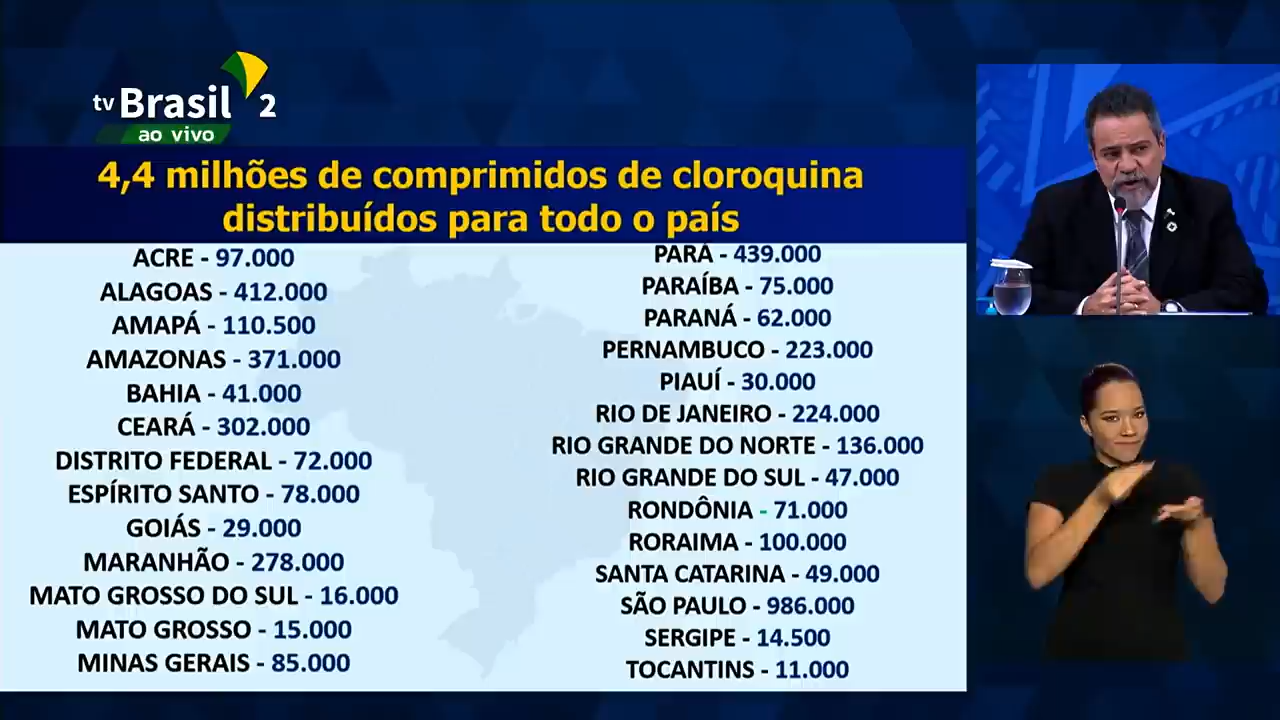 tv Brasil 2
ao vivo
4,4 milhões de comprimidos de cloroquina
distribuídos para todo o país
ACRE - 97.000
ALAGOAS - 412.000
AMAPÁ - 110.500
AMAZONAS - 371.000
BAHIA - 41.000
CEARÁ - 302.000
DISTRITO FEDERAL - 72.000
ESPÍRITO SANTO - 78.000
GOIÁS - 29.000
MARANHÃO - 278.000
MATO GROSSO DO SUL - 16.000
MATO GROSSO - 15.000
MINAS GERAIS - 85.000
PARÁ - 439.000
PARAÍBA - 75.000
PARANÁ - 62.000
PERNAMBUCO - 223.000
PIAUÍ - 30.000
RIO DE JANEIRO - 224.000
RIO GRANDE DO NORTE - 136.000
RIO GRANDE DO SUL - 47.000
RONDÔNIA - 71.000
RORAIMA - 100.000
SANTA CATARINA - 49.000
SÃO PAULO - 986.000
SERGIPE - 14.500
TOCANTINS - 11.000